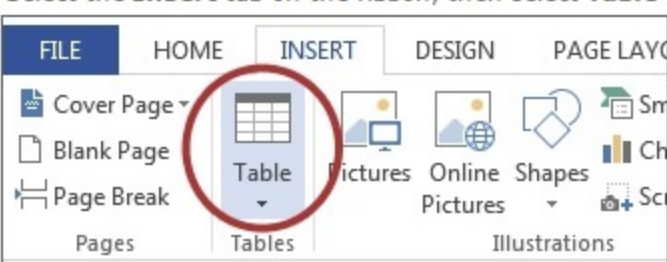 FILE HOME INSERT DESIGN PAGE
Cover Page
Blank Page
Page Break
Table
Pictures
Online Pictures
Shapes
Pages
Tables
Illustrations